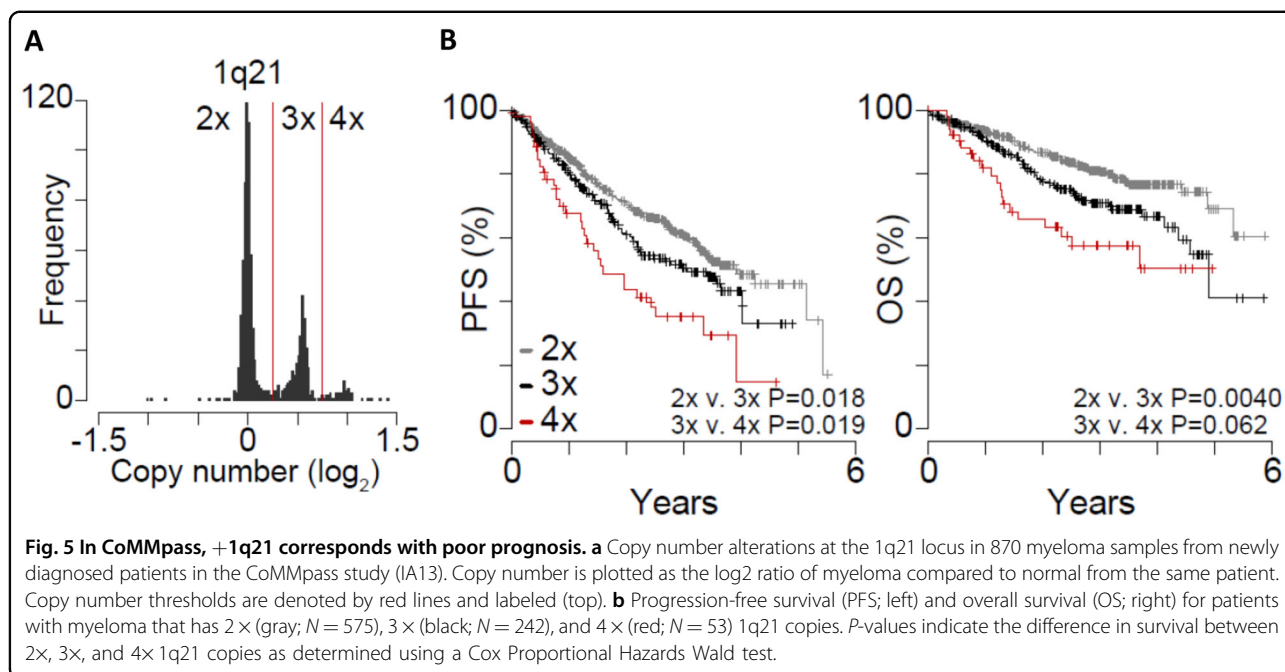 A
1q21
120
2x
3x
4x
Frequency
0
-1.5
0
1.5
Copy number (log2)
B
100
PFS (%)
2x
3x
4x
2x v. 3x P=0.018
3x v. 4x P=0.019
0
0
6
Years
100
OS (%)
2x v. 3x P=0.0040
3x v. 4x P=0.062
0
0
6
Years
Fig. 5 In CoMMpass, +1q21 corresponds with poor prognosis. a Copy number alterations at the 1q21 locus in 870 myeloma samples from newly
diagnosed patients in the CoMMpass study (IA13). Copy number is plotted as the log2 ratio of myeloma compared to normal from the same patient.
Copy number thresholds are denoted by red lines and labeled (top). b Progression-free survival (PFS; left) and overall survival (OS; right) for patients
with myeloma that has 2 × (gray; N = 575), 3 × (black; N = 242), and 4 × (red; N = 53) 1q21 copies. P-values indicate the difference in survival between
2×, 3×, and 4× 1q21 copies as determined using a Cox Proportional Hazards Wald test.